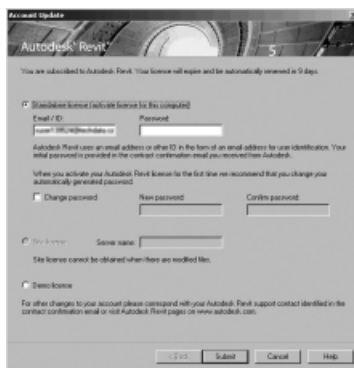 Account Update
Autodesk Revit
5
You are subscribed to Autodesk Revit. Your license will expire and be automatically renewed in 9 days.
Standalone license (activate license for this computer)
Email / ID:
Password:
Autodesk Revit uses an email address or other ID in the form of an email address for user identification. Your
initial password is provided in the contract confirmation email you received from Autodesk.
When you activate your Autodesk Revit license for the first time we recommend that you change your
automatically generated password.
Change password
New password:
Confirm password:
Site license
Server name:
Site license cannot be obtained when there are modified files.
Demo license
For other changes to your account please correspond with your Autodesk Revit support contact identified in the
contract confirmation email or visit Autodesk Revit pages on www.autodesk.com.
Submit
Cancel
Help